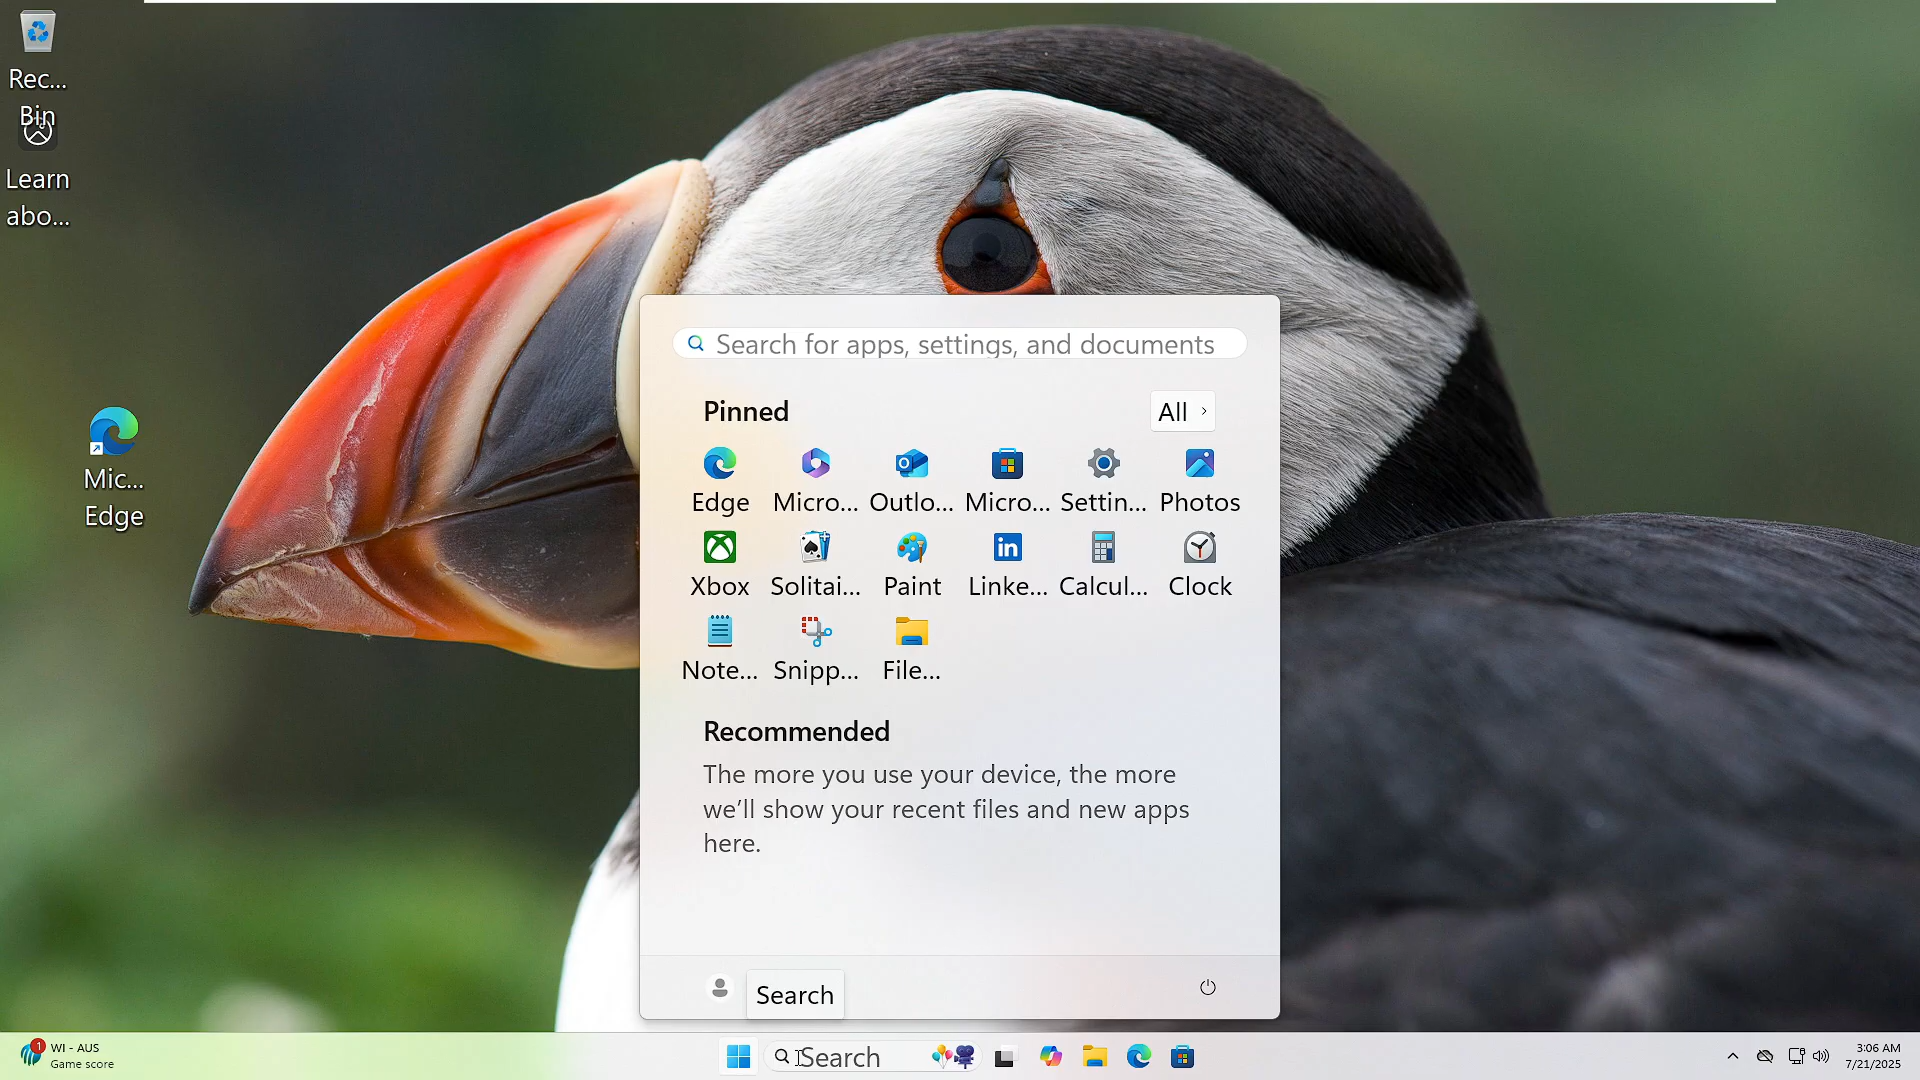 Rec...
Bin
Learn
abo...
Mic...
Edge
Search for apps, settings, and documents
Pinned
All
Edge
Micro...
Outlo...
Micro...
Settin...
Photos
Xbox
Solitai...
Paint
Linke...
Calcul...
Clock
Note...
Snipp...
File...
Recommended
The more you use your device, the more
we’ll show your recent files and new apps
here.
Search
1
WI - AUS
Game score
Search
3:06 AM
7/21/2025